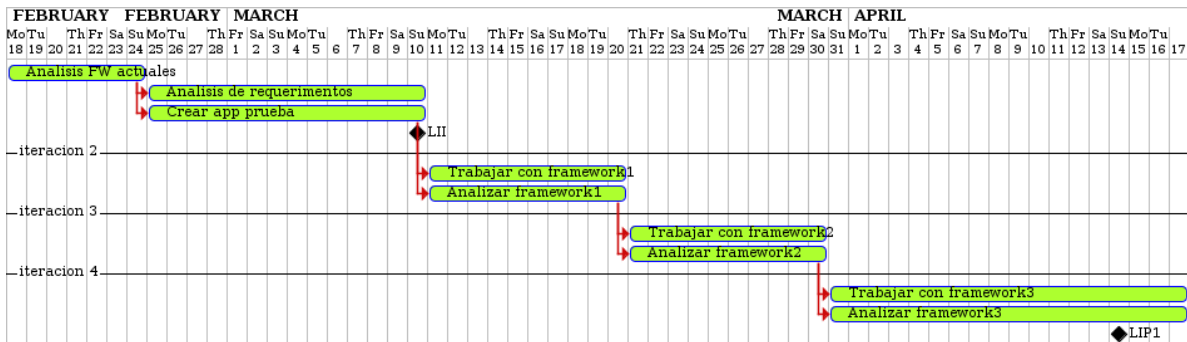 FEBRUARY FEBRUARY MARCH MARCH APRIL
Mo Tu Th Fr Sa Su Mo Tu Th Fr Sa Su Mo Tu Th Fr Sa Su Mo Tu Th Fr Sa Su Mo Tu Th Fr Sa Su Mo Tu Th Fr Sa Su Mo Tu Th Fr Sa Su Mo Tu Th Fr Sa Su Mo Tu
18 19 20 21 22 23 24 25 26 27 28 1 2 3 4 5 6 7 8 9 10 11 12 13 14 15 16 17 18 19 20 21 22 23 24 25 26 27 28 29 30 31 1 2 3 4 5 6 7 8 9 10 11 12 13 14 15 16 17
Analisis FW actuales
Analisis de requerimentos
Crear app prueba
LII
iteracion 2
Trabajar con framework1
Analizar framework1
iteracion 3
Trabajar con framework2
Analizar framework2
iteracion 4
Trabajar con framework3
Analizar framework3
LIP1